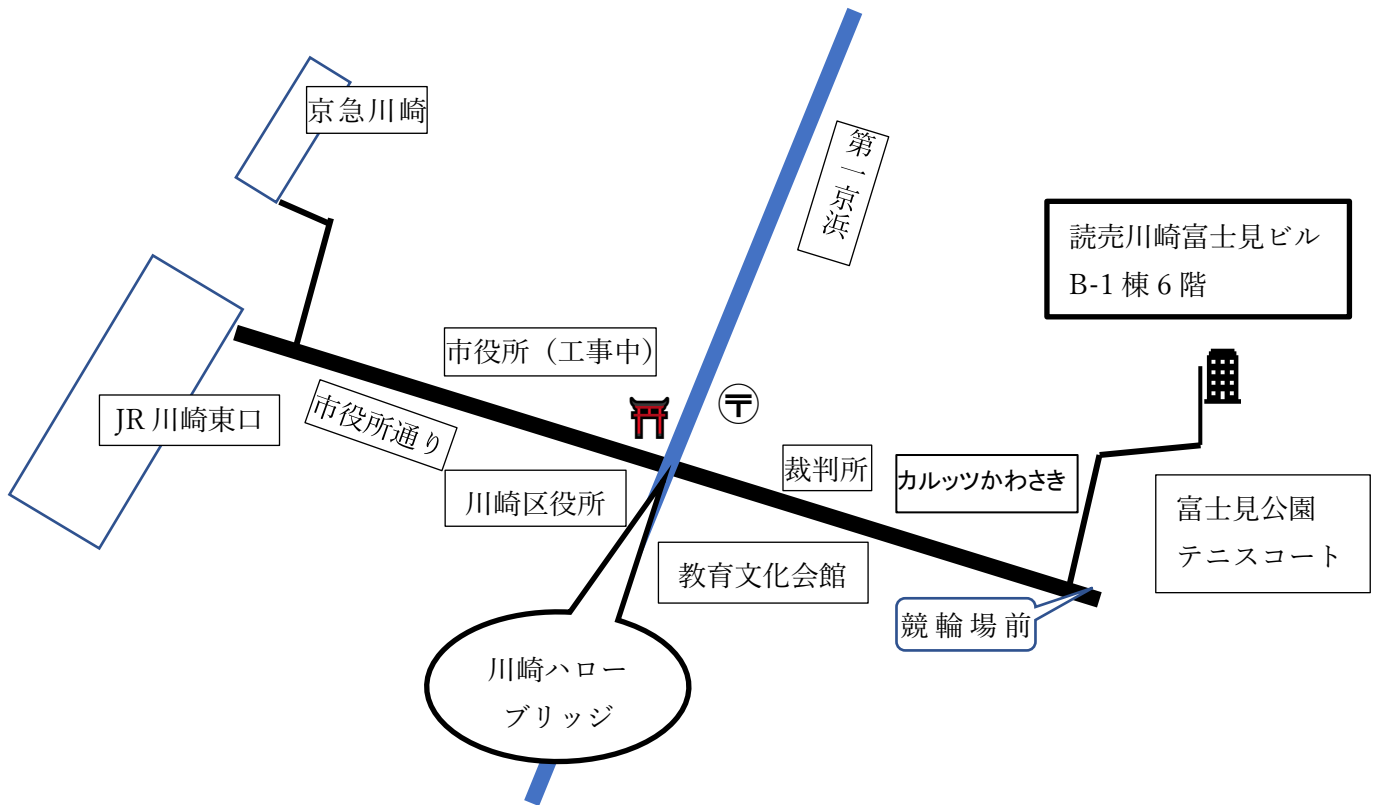 京急川崎
第一京浜
読売川崎富士見ビル
B-1 棟 6 階
市役所（工事中）
〒
JR 川崎東口
市役所通り
裁判所
カルッツかわさき
川崎区役所
富士見公園
テニスコート
教育文化会館
競輪場前
川崎ハロー
ブリッジ